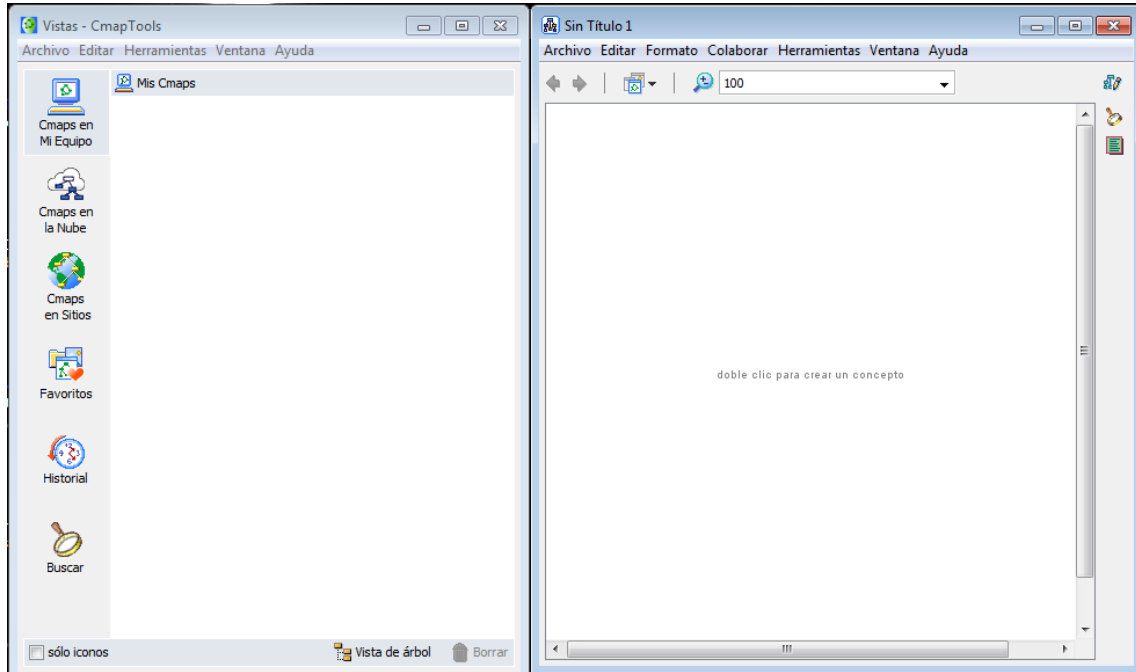 Vistas - CmapTools
Archivo Editar Herramientas Ventana Ayuda
Mis Cmaps
Cmaps en
Mi Equipo
Cmaps en
la Nube
Cmaps
en Sitios
Favoritos
Historial
Buscar
sólo iconos
Vista de árbol
Borrar
Sin Título 1
Archivo Editar Formato Colaborar Herramientas Ventana Ayuda
100
doble clic para crear un concepto